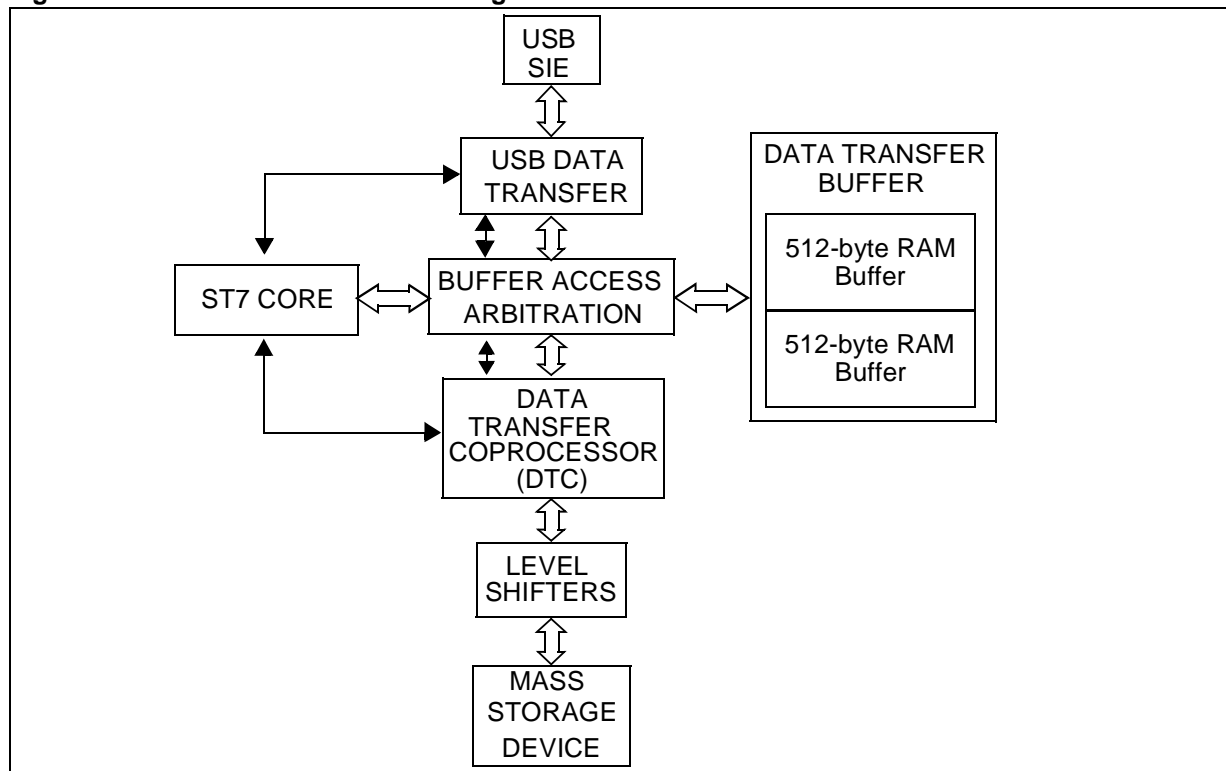 USB
SIE
USB DATA
TRANSFER
DATA TRANSFER
BUFFER
512-byte RAM
Buffer
ST7 CORE
BUFFER ACCESS
ARBITRATION
512-byte RAM
Buffer
DATA
TRANSFER
COPROCESSOR
(DTC)
LEVEL
SHIFTERS
MASS
STORAGE
DEVICE